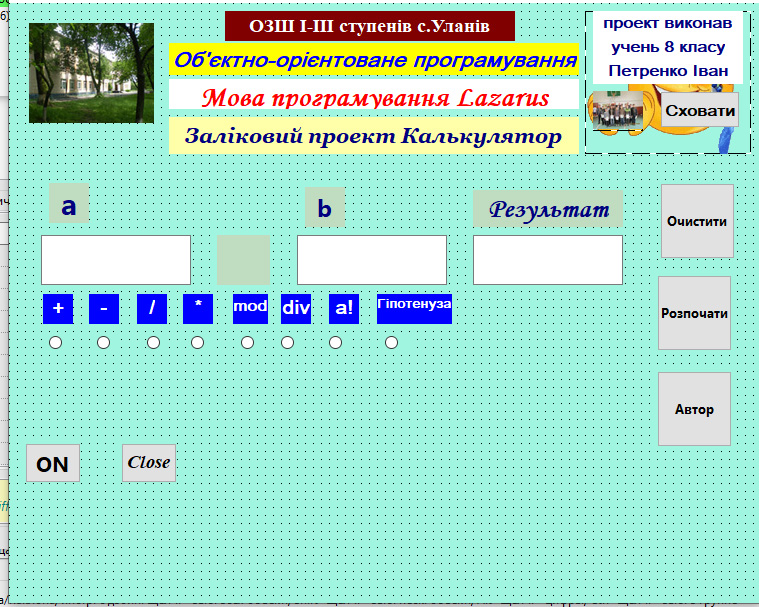 ОЗШ І-ІІІ ступенів с.Уланів
Об'єктно-орієнтоване програмування
Мова програмування Lazarus
Заліковий проект Калькулятор
проект виконав
учень 8 класу
Петренко Іван
Сховати
a
b
Результат
Очистити
+
-
/
*
mod
div
a!
Гіпотенуза
Розпочати
Автор
ON
Close